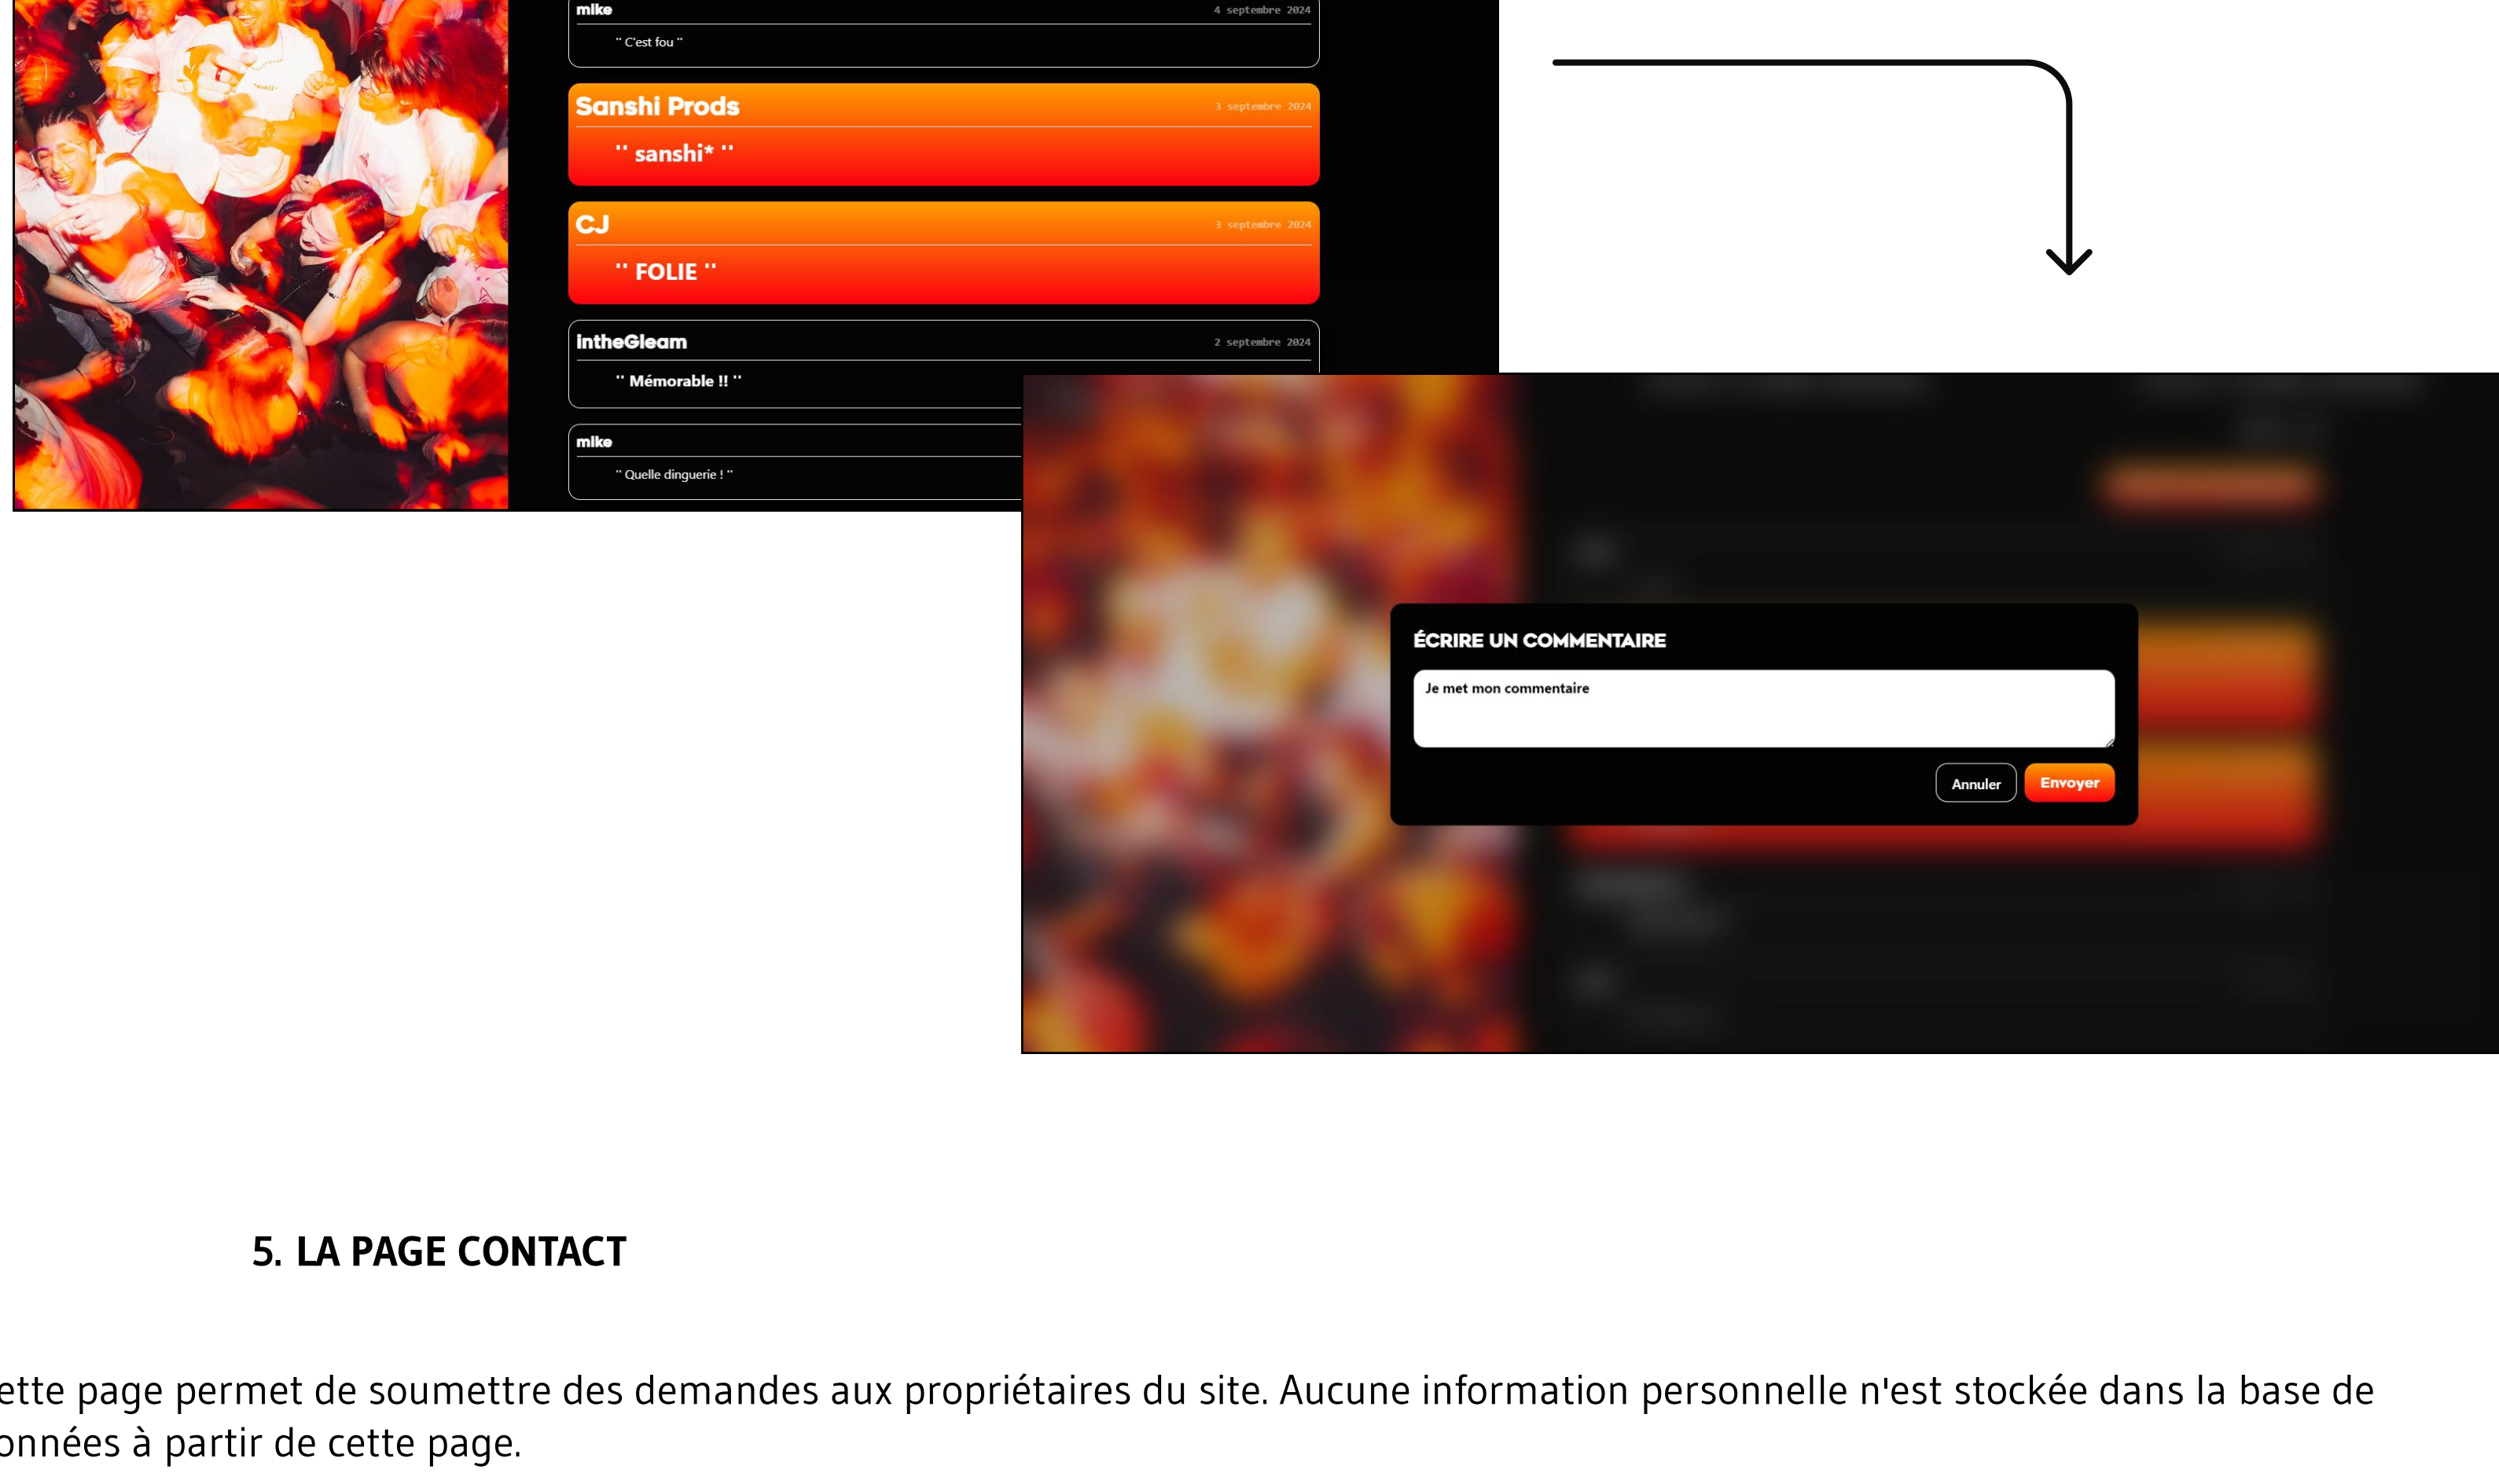 mike 4 septembre 2024
'' C'est fou ''
Sanshi Prods 3 septembre 2024
'' sanshi* ''
CJ 3 septembre 2024
'' FOLIE ''
intheGleam 2 septembre 2024
'' Mémorable !! ''
mike
'' Quelle dinguerie ! ''
ÉCRIRE UN COMMENTAIRE
Je met mon commentaire
Annuler Envoyer
5. LA PAGE CONTACT
ette page permet de soumettre des demandes aux propriétaires du site. Aucune information personnelle n'est stockée dans la base de
onnées à partir de cette page.